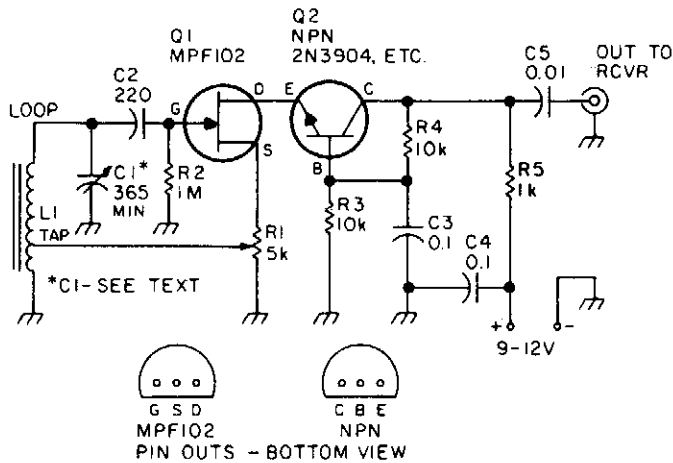 Q1
MPF102
Q2
NPN
2N3904, ETC.
C5
0.01
OUT TO
RCVR
C2
220
LOOP
G
D
S
E
C
B
C1*
365
MIN
R2
1M
R4
10k
R5
1k
L1
TAP
R1
5k
R3
10k
C3
0.1
C4
0.1
*C1-SEE TEXT
+
-
9-12V
G S D
MPF102
C B E
NPN
PIN OUTS - BOTTOM VIEW